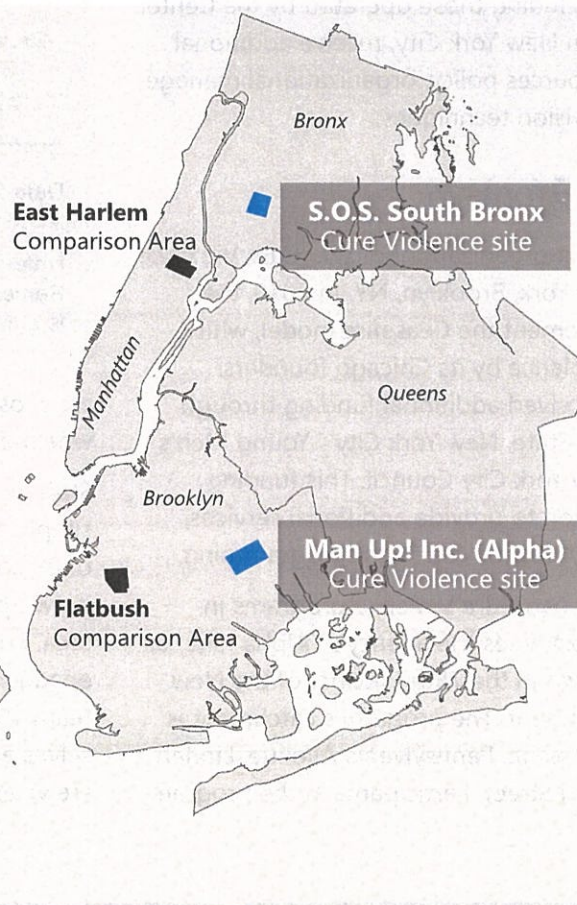 Bronx
East Harlem
Comparison Area
S.O.S. South Bronx
Cure Violence site
Manhattan
Queens
Brooklyn
Man Up! Inc. (Alpha)
Cure Violence site
Flatbush
Comparison Area